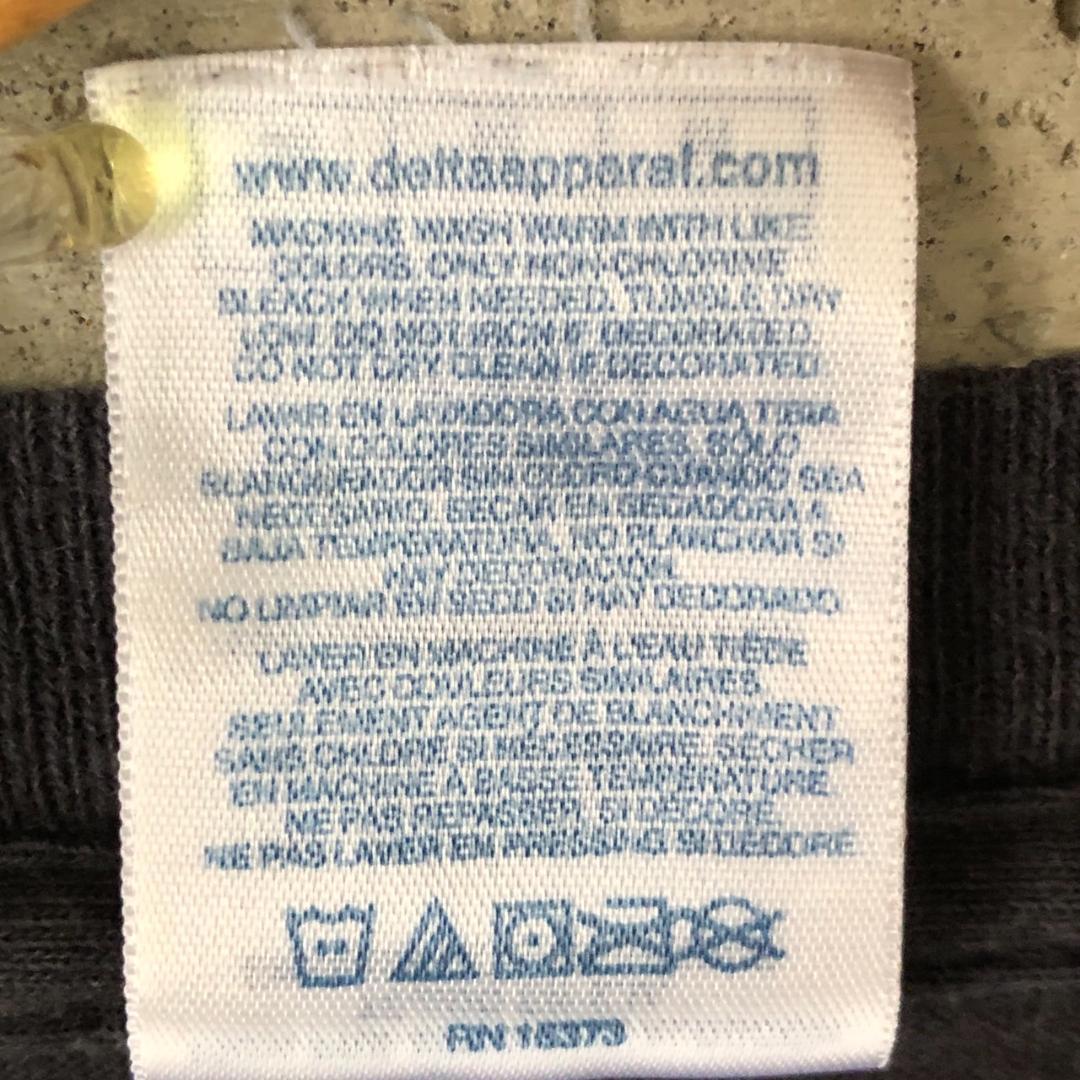 www.deltaapparel.com
MACHINE WASH WARM WITH LIKE
COLORS. ONLY NON-CHLORINE
BLEACH WHEN NEEDED. TUMBLE DRY
LOW. DO NOT IRON IF DECORATED.
DO NOT DRY CLEAN IF DECORATED
LAVAR EN LAVADORA CON AGUA TIBIA
CON COLORES SIMILARES. SÓLO
BLANQUEADOR SIN CLORO CUANDO SEA
NECESARIO. SECAR EN SECADORA A
BAJA TEMPERATURA. NO PLANCHAR SI
HAY DECORACIÓN.
NO LIMPIAR EN SECO SI HAY DECORADO
LAVER EN MACHINE À L'EAU TIÈDE
AVEC COULEURS SIMILAIRES.
SEULEMENT AGENT DE BLANCHIMENT
SANS CHLORE SI NÉCESSAIRE. SÉCHER
EN MACHINE À BASSE TEMPÉRATURE.
NE PAS REPASSER SI DÉCORÉ.
NE PAS LAVER EN PRESSING SI DÉCORÉ
RN 15373